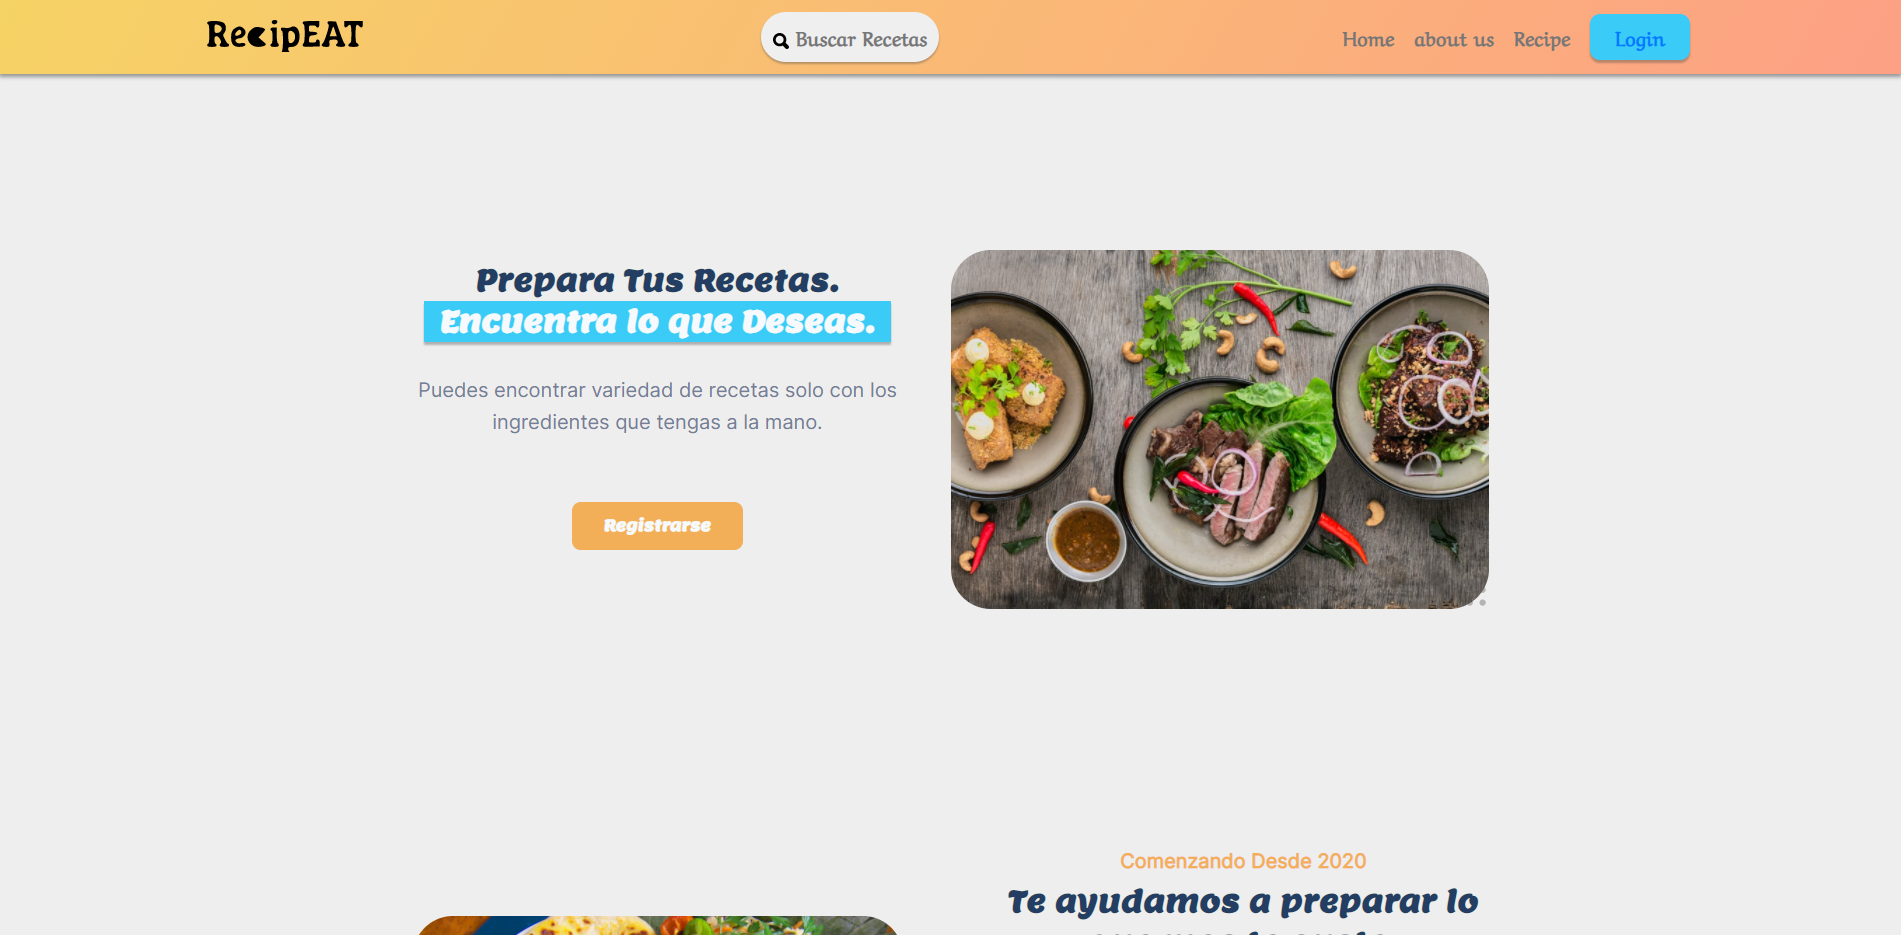 RecipEAT
Buscar Recetas
Home
about us
Recipe
Login
Prepara Tus Recetas.
Encuentra lo que Deseas.
Puedes encontrar variedad de recetas solo con los
ingredientes que tengas a la mano.
Registrarse
Comenzando Desde 2020
Te ayudamos a preparar lo